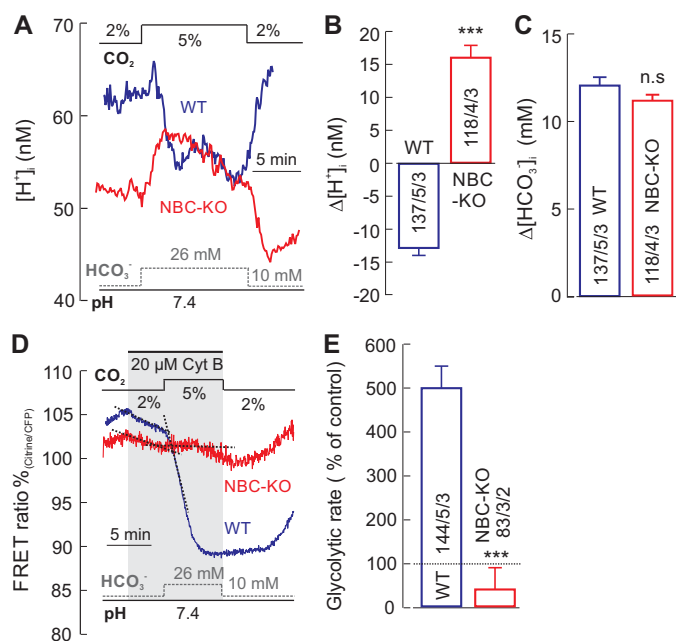 A
2%
5%
2%
CO2
70
60
50
40
[H+]i (nM)
WT
5 min
NBC-KO
26 mM
HCO3-
10 mM
pH
7.4
B
20
15
10
5
0
-5
-10
-15
-20
Δ[H+]i (nM)
***
WT
118/4/3
137/5/3
NBC
-KO
C
15
10
5
0
Δ[HCO3-]i (mM)
n.s
137/5/3 WT
118/4/3 NBC-KO
D
20 µM Cyt B
CO2
2%
5%
2%
105
100
95
90
85
80
FRET ratio %(Citrine/CFP)
NBC-KO
WT
5 min
26 mM
HCO3-
10 mM
pH
7.4
E
600
500
400
300
200
100
0
Glycolytic rate ( % of control)
WT 144/5/3
NBC-KO
83/3/2
***